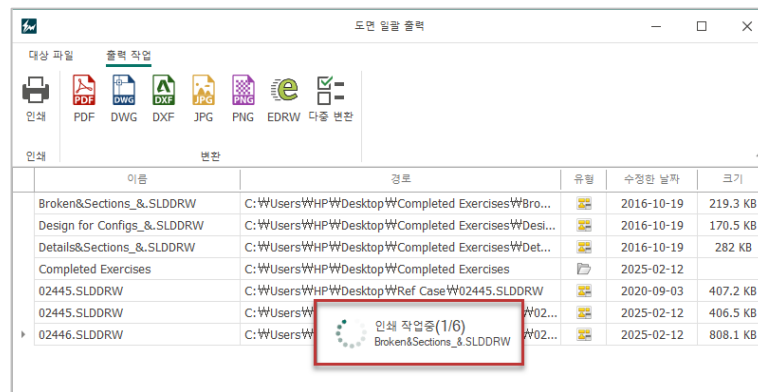 도면 일괄 출력
대상 파일 출력 작업
PDF DWG DXF JPG PNG
인쇄 PDF DWG DXF JPG PNG EDRW 다중 변환
인쇄 변환
이름 경로 유형 수정한 날짜 크기
Broken&Sections_&.SLDDRW C:₩Users₩HP₩Desktop₩Completed Exercises₩Bro... 2016-10-19 219.3 KB
Design for Configs_&.SLDDRW C:₩Users₩HP₩Desktop₩Completed Exercises₩Desi... 2016-10-19 170.5 KB
Details&Sections_&.SLDDRW C:₩Users₩HP₩Desktop₩Completed Exercises₩Det... 2016-10-19 282 KB
Completed Exercises C:₩Users₩HP₩Desktop₩Completed Exercises 2025-02-12
02445.SLDDRW C:₩Users₩HP₩Desktop₩Ref Case₩02445.SLDDRW 2020-09-03 407.2 KB
02445.SLDDRW C:₩Users₩ ₩02... 2025-02-12 406.5 KB
02446.SLDDRW C:₩Users₩ ₩02... 2025-02-12 808.1 KB
인쇄 작업중(1/6)
Broken&Sections_&.SLDDRW